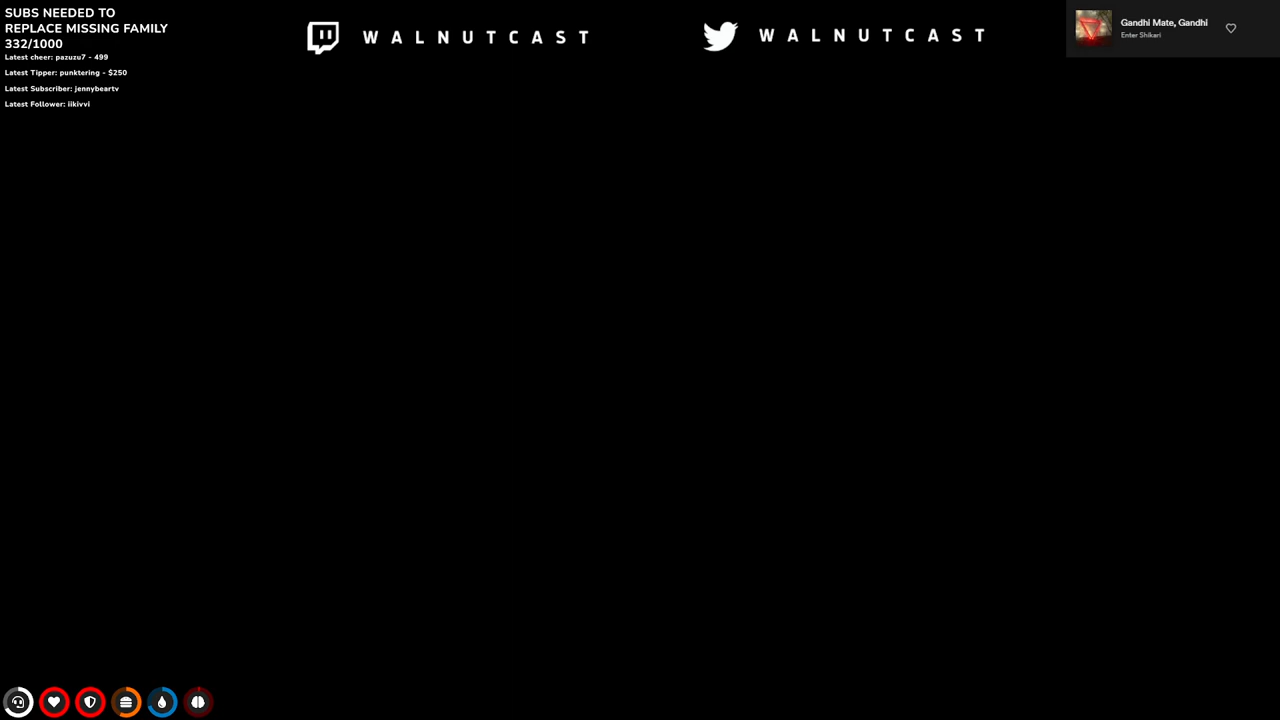 SUBS NEEDED TO
REPLACE MISSING FAMILY
332/1000
Latest cheer: pazuzu7 - 499
Latest Tipper: punktering - $250
Latest Subscriber: jennybeartv
Latest Follower: iikivvi
WALNUTCAST
WALNUTCAST
Gandhi Mate, Gandhi
Enter Shikari